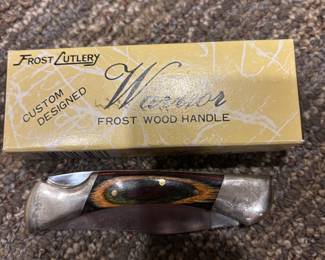 FROST CUTLERY
Warrior
CUSTOM
DESIGNED
FROST WOOD HANDLE